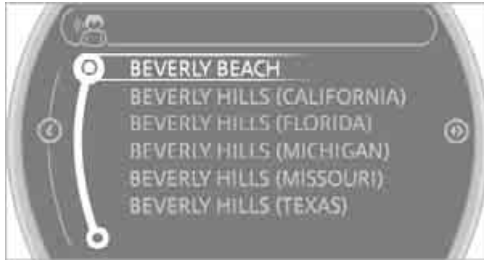 BEVERLY BEACH
BEVERLY HILLS (CALIFORNIA)
BEVERLY HILLS (FLORIDA)
BEVERLY HILLS (MICHIGAN)
BEVERLY HILLS (MISSOURI)
BEVERLY HILLS (TEXAS)